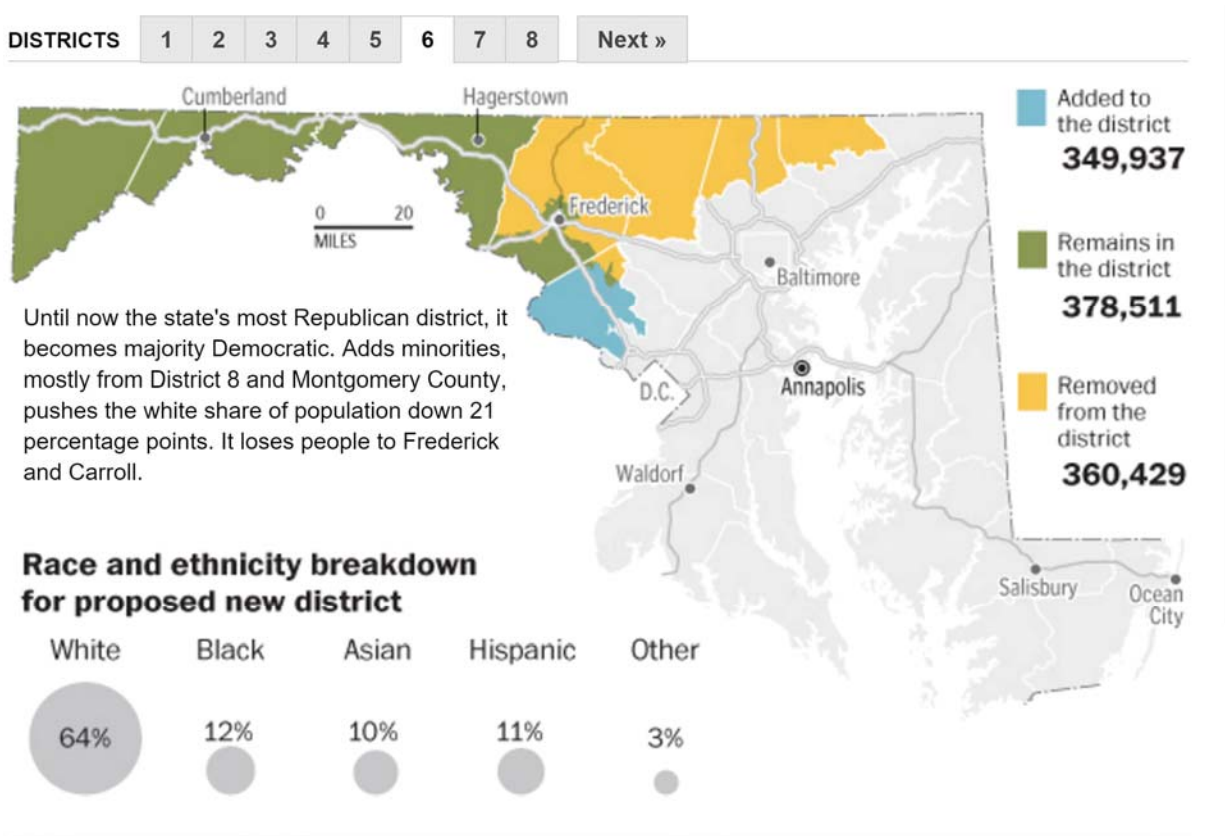 DISTRICTS 1 2 3 4 5 6 7 8 Next »
Cumberland
Hagerstown
Frederick
0 20
MILES
Baltimore
D.C.
Annapolis
Waldorf
Salisbury
Ocean
City
Added to
the district
349,937
Remains in
the district
378,511
Removed
from the
district
360,429
Until now the state's most Republican district, it
becomes majority Democratic. Adds minorities,
mostly from District 8 and Montgomery County,
pushes the white share of population down 21
percentage points. It loses people to Frederick
and Carroll.
Race and ethnicity breakdown
for proposed new district
White Black Asian Hispanic Other
64% 12% 10% 11% 3%